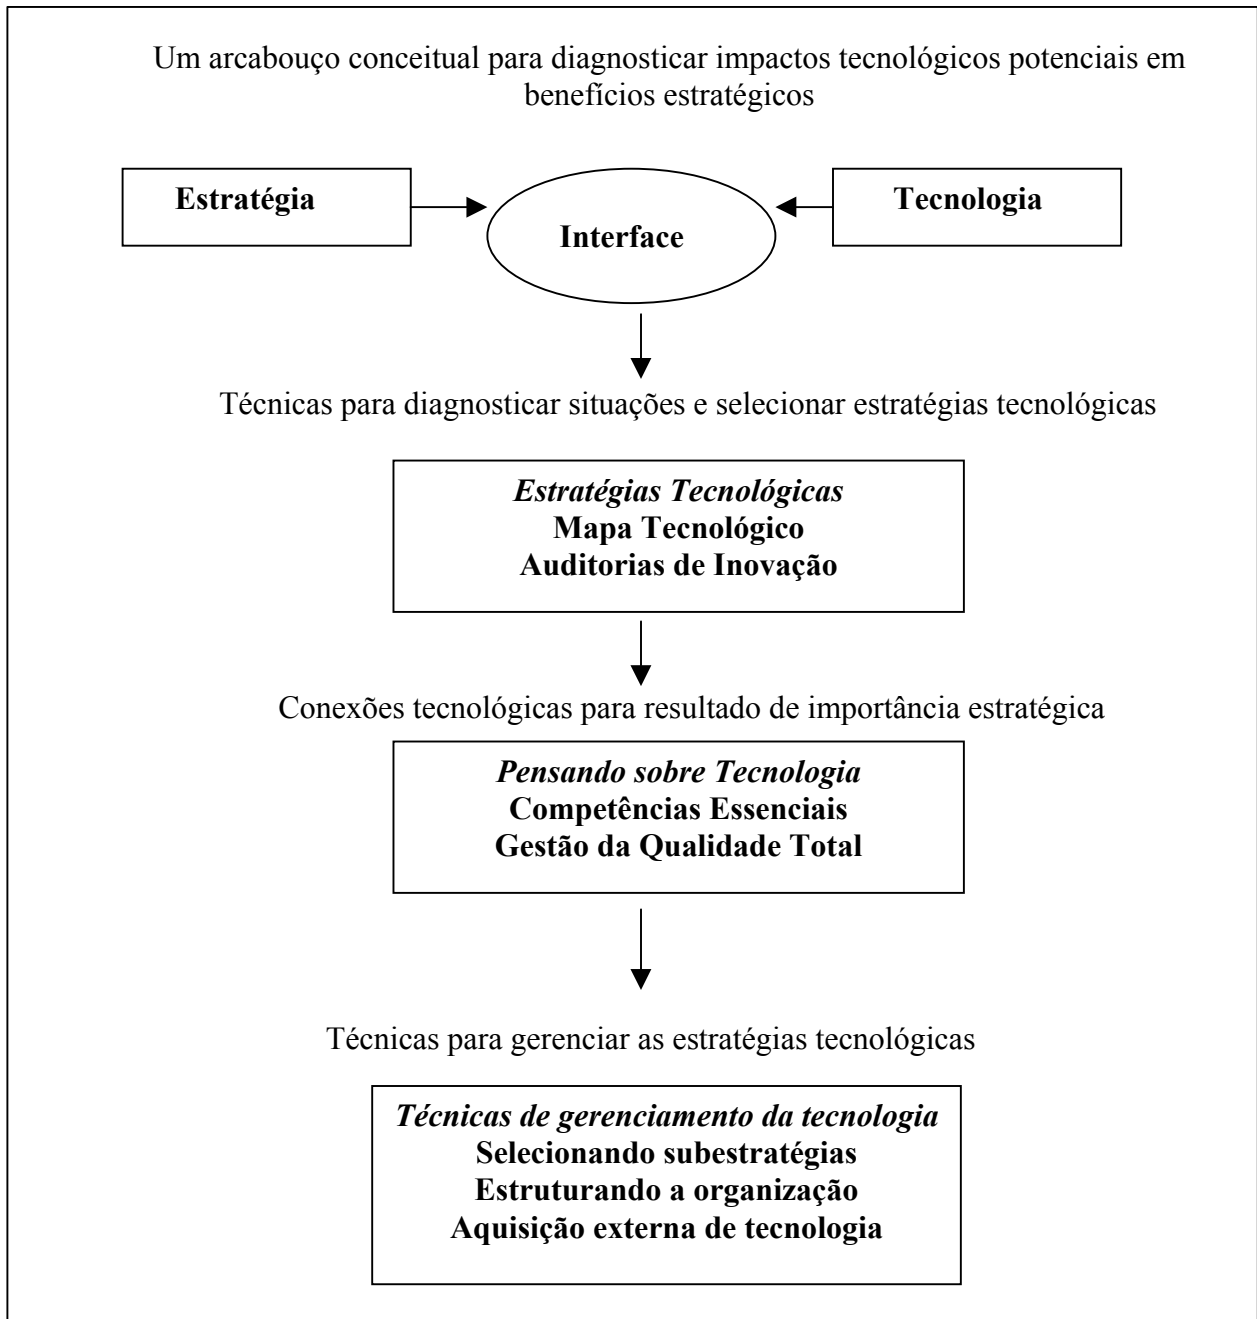 Um arcabouço conceitual para diagnosticar impactos tecnológicos potenciais em
benefícios estratégicos
Estratégia
Interface
Tecnologia
Técnicas para diagnosticar situações e selecionar estratégias tecnológicas
Estratégias Tecnológicas
Mapa Tecnológico
Auditorias de Inovação
Conexões tecnológicas para resultado de importância estratégica
Pensando sobre Tecnologia
Competências Essenciais
Gestão da Qualidade Total
Técnicas para gerenciar as estratégias tecnológicas
Técnicas de gerenciamento da tecnologia
Selecionando subestratégias
Estruturando a organização
Aquisição externa de tecnologia